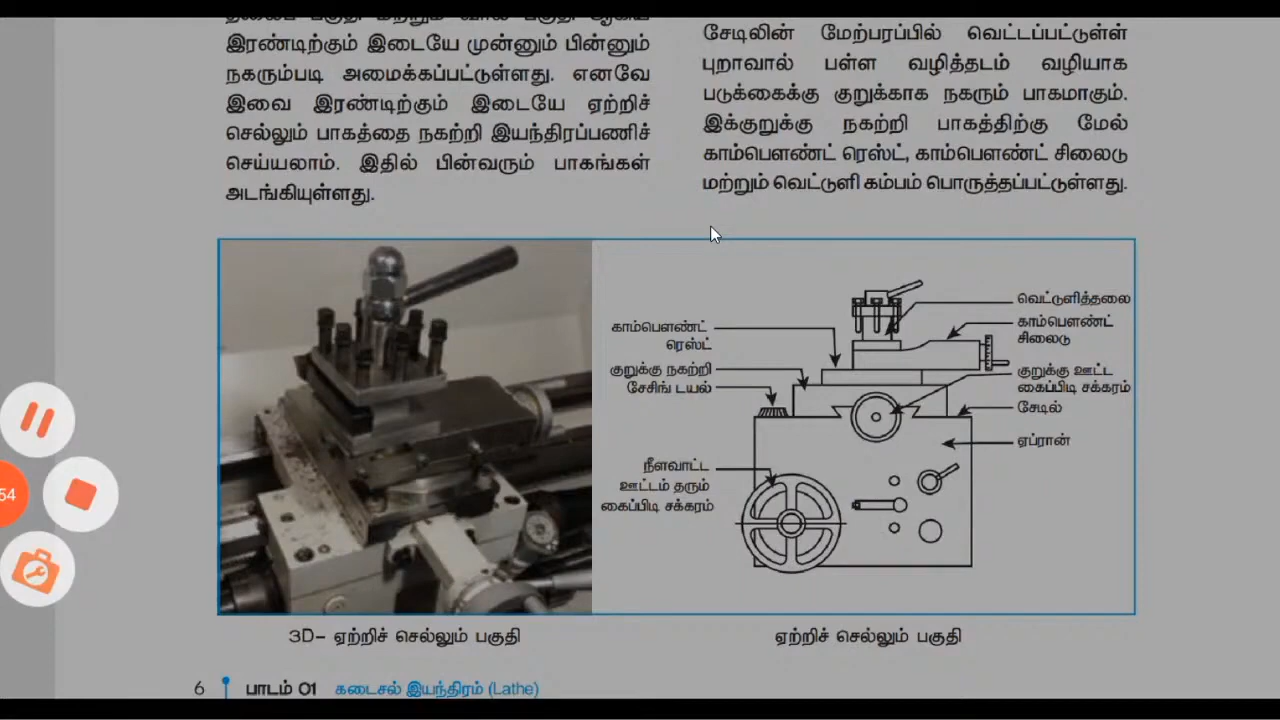 இரண்டிற்கும் இடையே முன்னும் பின்னும்
நகரும்படி அமைக்கப்பட்டுள்ளது. எனவே
இவை இரண்டிற்கும் இடையே ஏற்றிச்
செல்லும் பாகத்தை நகற்றி இயந்திரப்பணிச்
செய்யலாம். இதில் பின்வரும் பாகங்கள்
அடங்கியுள்ளது.
சேடிலின் மேற்பரப்பில் வெட்டப்பட்டுள்ள்
புறாவால் பள்ள வழித்தடம் வழியாக
படுக்கைக்கு குறுக்காக நகரும் பாகமாகும்.
இக்குறுக்கு நகற்றி பாகத்திற்கு மேல்
காம்பௌண்ட் ரெஸ்ட், காம்பௌண்ட் சிலைடு
மற்றும் வெட்டுளி கம்பம் பொருத்தப்பட்டுள்ளது.
காம்பௌண்ட்
ரெஸ்ட்
குறுக்கு நகற்றி
சேசிங் டயல்
நீளவாட்ட
ஊட்டம் தரும்
கைப்பிடி சக்கரம்
வெட்டுளித்தலை
காம்பௌண்ட்
சிலைடு
குறுக்கு ஊட்ட
கைப்பிடி சக்கரம்
சேடில்
ஏப்ரான்
3D– ஏற்றிச் செல்லும் பகுதி
ஏற்றிச் செல்லும் பகுதி
6 பாடம் 01 கடைசல் இயந்திரம் (Lathe)
54